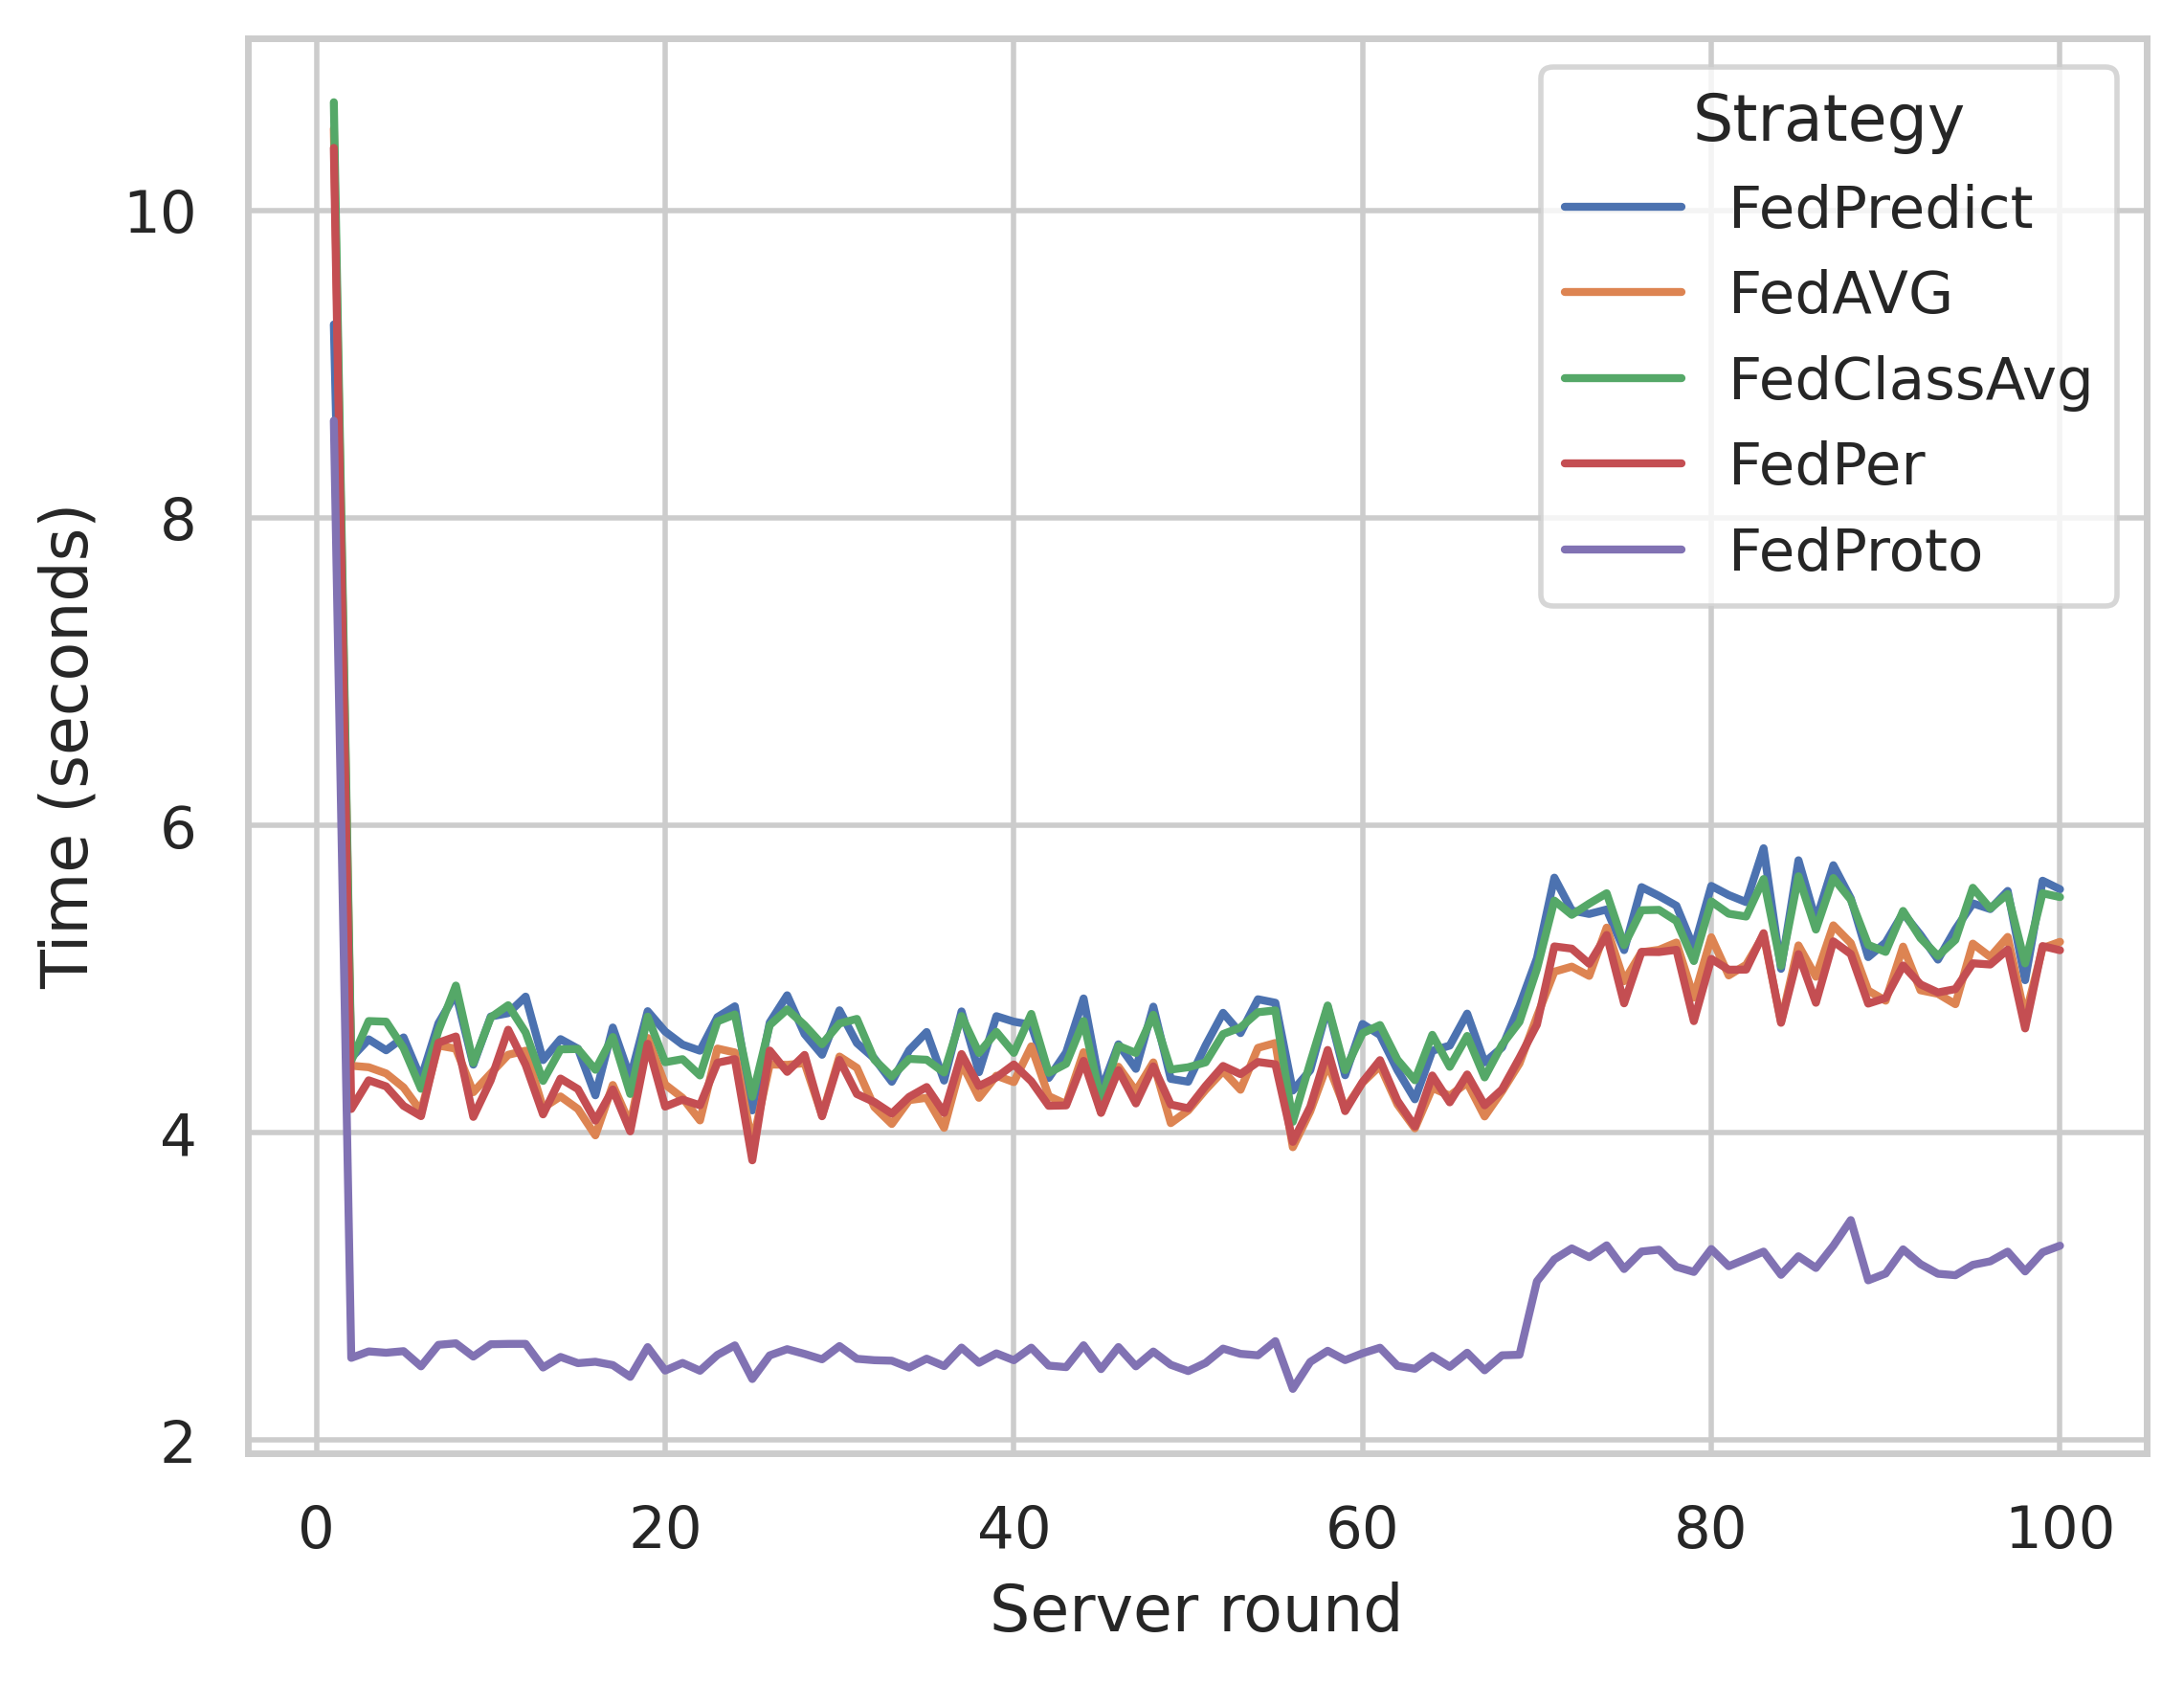 Strategy
FedPredict
FedAVG
FedClassAvg
FedPer
FedProto
10
8
6
4
2
Time (seconds)
0 20 40 60 80 100
Server round